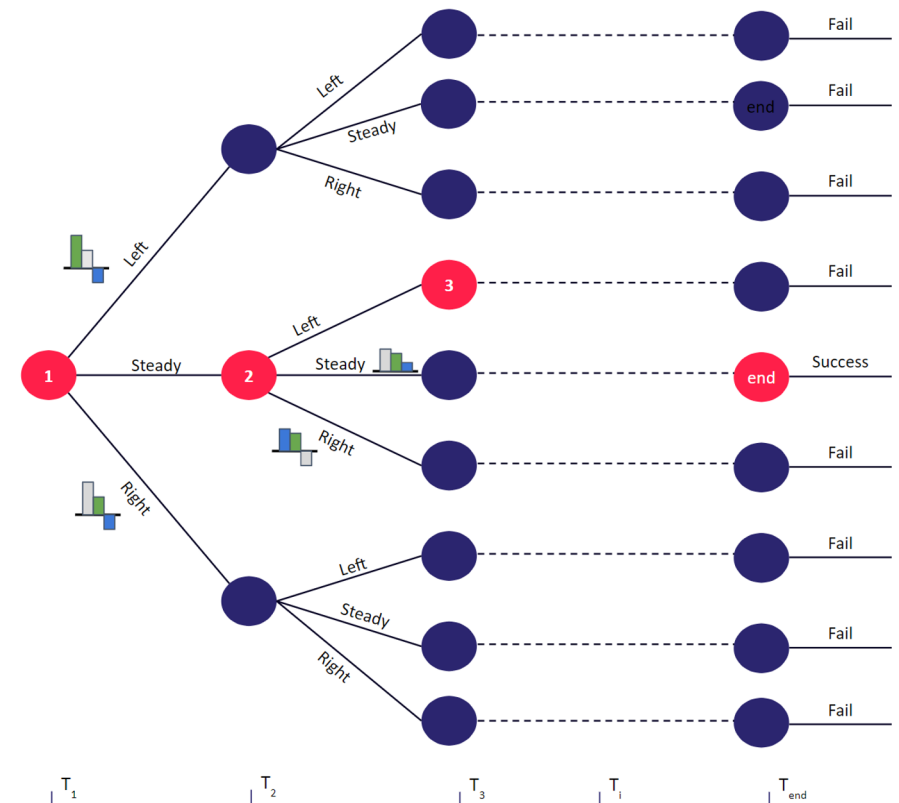 Fail
Left
end
Fail
Steady
Right
Fail
Left
3
Fail
Left
1
Steady
2
Steady
end
Success
Right
Fail
Right
Left
Fail
Steady
Fail
Right
Fail
T1
T2
T3
Ti
Tend